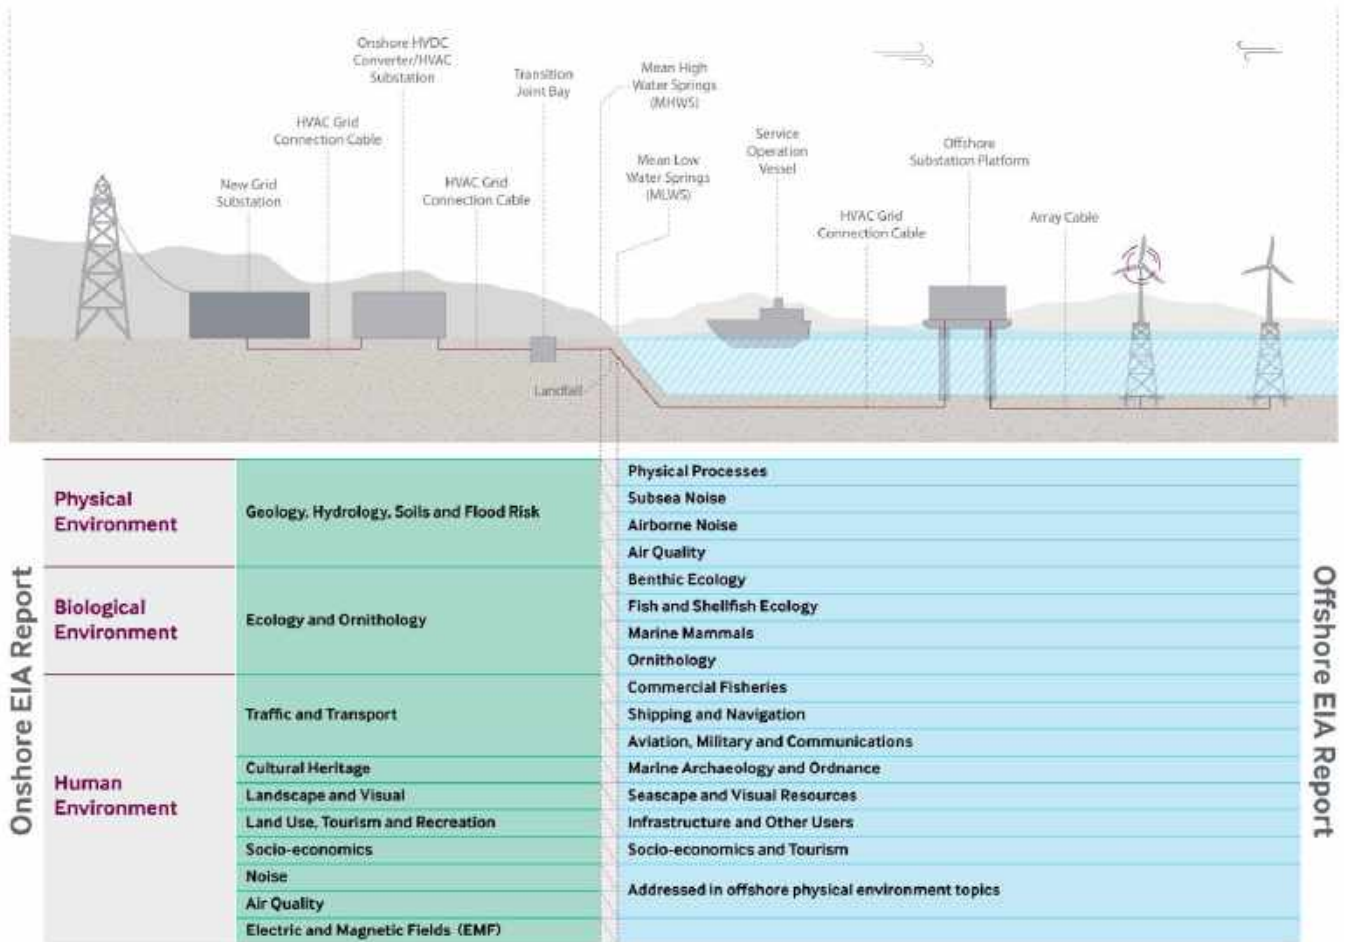 Onshore HVDC
Converter/HVAC
Substation
Transition
Joint Bay
Mean High
Water Springs
(MHWS)
HVAC Grid
Connection Cable
Service
Operation
Vessel
Offshore
Substation Platform
Mean Low
Water Springs
(MLWS)
New Grid
Substation
HVAC Grid
Connection Cable
HVAC Grid
Connection Cable
Array Cable
Landfall
Onshore EIA Report
Physical
Environment
Geology, Hydrology, Soils and Flood Risk
Physical Processes
Subsea Noise
Airborne Noise
Air Quality
Biological
Environment
Ecology and Ornithology
Benthic Ecology
Fish and Shellfish Ecology
Marine Mammals
Ornithology
Human
Environment
Traffic and Transport
Commercial Fisheries
Shipping and Navigation
Aviation, Military and Communications
Cultural Heritage
Marine Archaeology and Ordnance
Landscape and Visual
Seascape and Visual Resources
Land Use, Tourism and Recreation
Infrastructure and Other Users
Socio-economics
Socio-economics and Tourism
Noise
Air Quality
Addressed in offshore physical environment topics
Electric and Magnetic Fields (EMF)
Offshore EIA Report